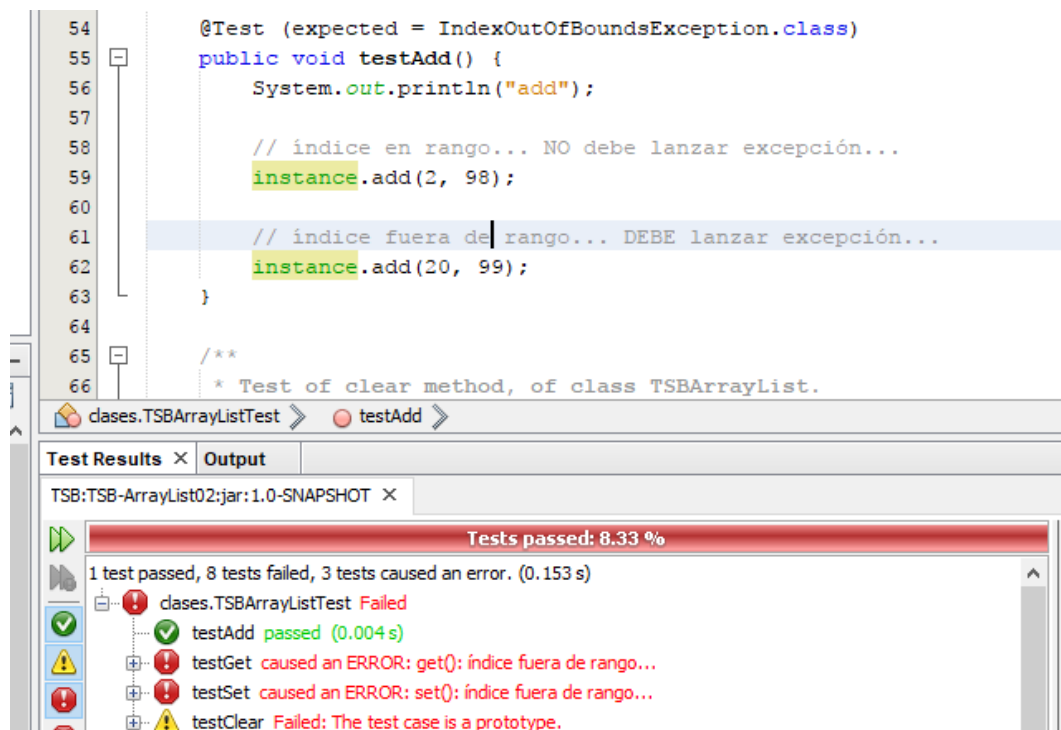 54 @Test (expected = IndexOutOfBoundsException.class)
55 public void testAdd() {
56 System.out.println("add");
57
58 // índice en rango... NO debe lanzar excepción...
59 instance.add(2, 98);
60
61 // índice fuera de rango... DEBE lanzar excepción...
62 instance.add(20, 99);
63 }
64
65 /**
66 * Test of clear method, of class TSBArrayList.
clases.TSBArrayListTest testAdd
Test Results × Output
TSB:TSB-ArrayList02:jar:1.0-SNAPSHOT ×
Tests passed: 8.33 %
1 test passed, 8 tests failed, 3 tests caused an error. (0.153 s)
clases.TSBArrayListTest Failed
testAdd passed (0.004 s)
testGet caused an ERROR: get(): índice fuera de rango...
testSet caused an ERROR: set(): índice fuera de rango...
testClear Failed: The test case is a prototype.